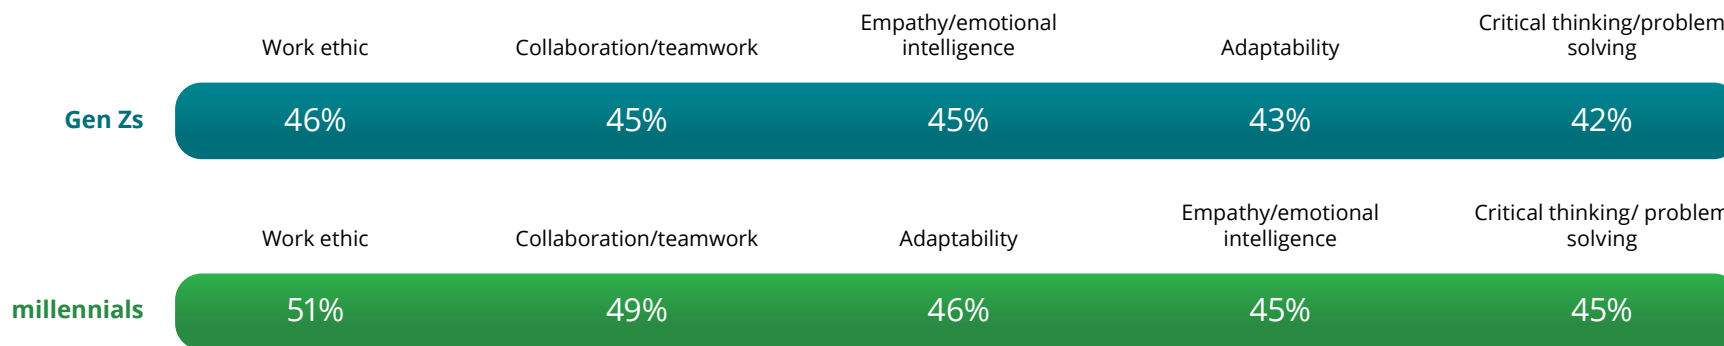 Work ethic
Collaboration/teamwork
Empathy/emotional
intelligence
Adaptability
Critical thinking/problem
solving
Gen Zs
46%
45%
45%
43%
42%
Work ethic
Collaboration/teamwork
Adaptability
Empathy/emotional
intelligence
Critical thinking/ problem
solving
millennials
51%
49%
46%
45%
45%